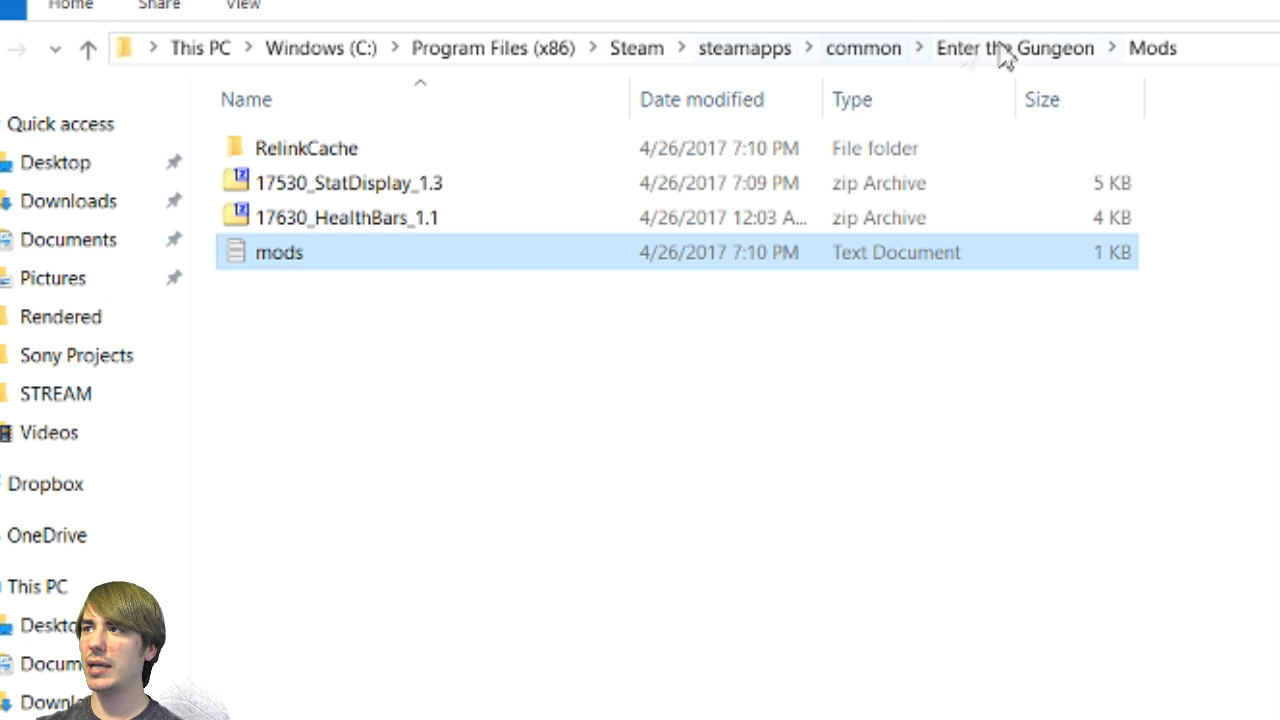 Home Share View
This PC > Windows (C:) > Program Files (x86) > Steam > steamapps > common > Enter the Gungeon > Mods
Name Date modified Type Size
Quick access
Desktop
Downloads
Documents
Pictures
Rendered
Sony Projects
STREAM
Videos
Dropbox
OneDrive
This PC
RelinkCache 4/26/2017 7:10 PM File folder
17530_StatDisplay_1.3 4/26/2017 7:09 PM zip Archive 5 KB
17630_HealthBars_1.1 4/26/2017 12:03 A... zip Archive 4 KB
mods 4/26/2017 7:10 PM Text Document 1 KB